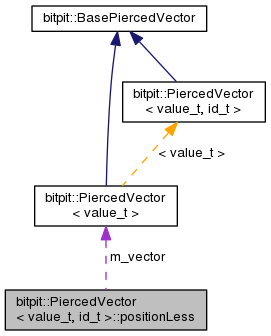 bitpit::BasePiercedVector
bitpit::PiercedVector
< value_t, id_t >
< value_t >
bitpit::PiercedVector
< value_t >
m_vector
bitpit::PiercedVector
< value_t, id_t >::positionLess